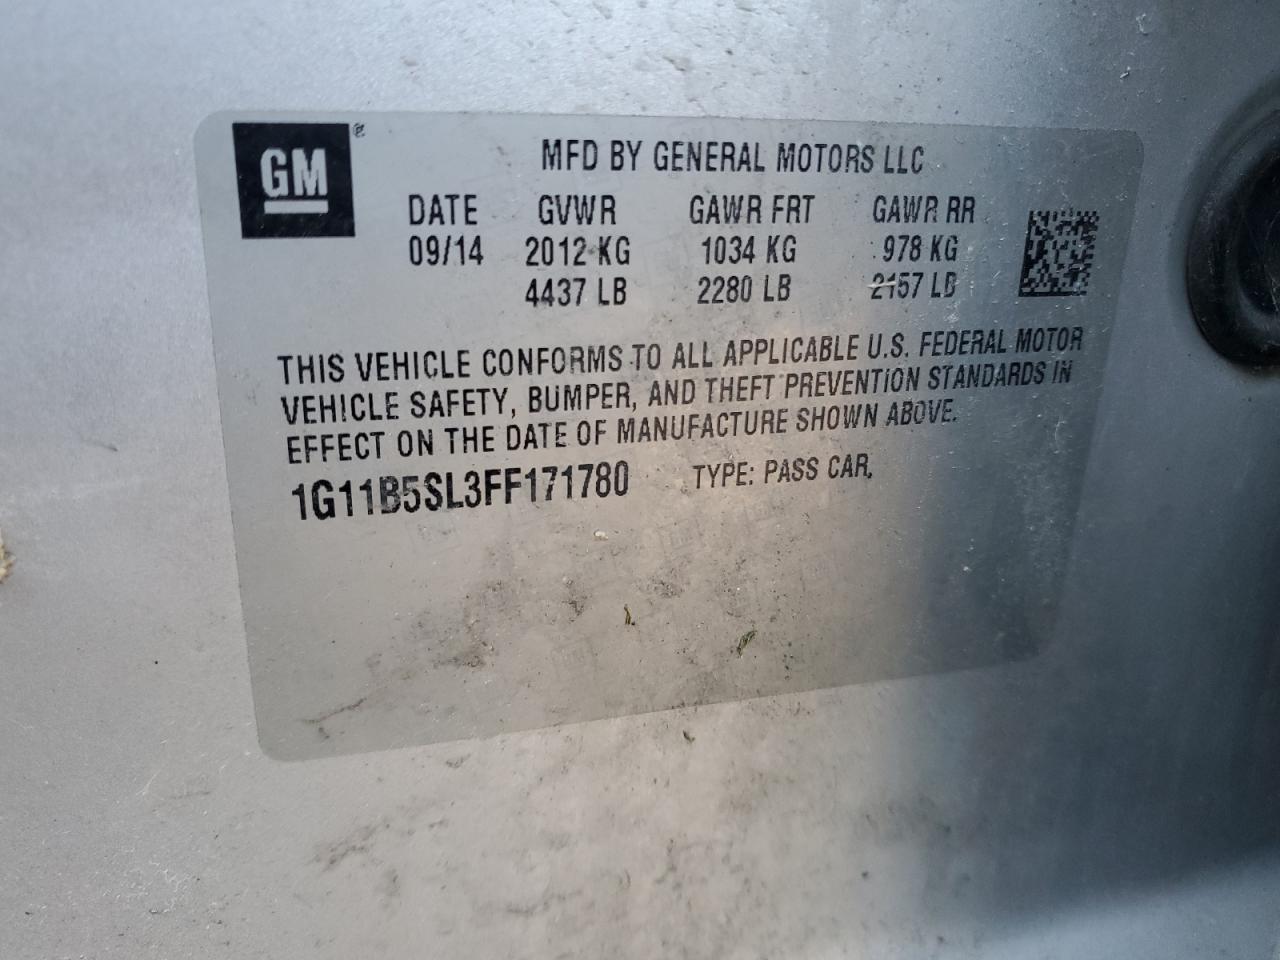 GM®
MFD BY GENERAL MOTORS LLC
DATE GVWR GAWR FRT GAWR RR
09/14 2012 KG 1034 KG 978 KG
4437 LB 2280 LB 2157 LB
THIS VEHICLE CONFORMS TO ALL APPLICABLE U.S. FEDERAL MOTOR
VEHICLE SAFETY, BUMPER, AND THEFT PREVENTION STANDARDS IN
EFFECT ON THE DATE OF MANUFACTURE SHOWN ABOVE.
1G11B5SL3FF171780 TYPE: PASS CAR.